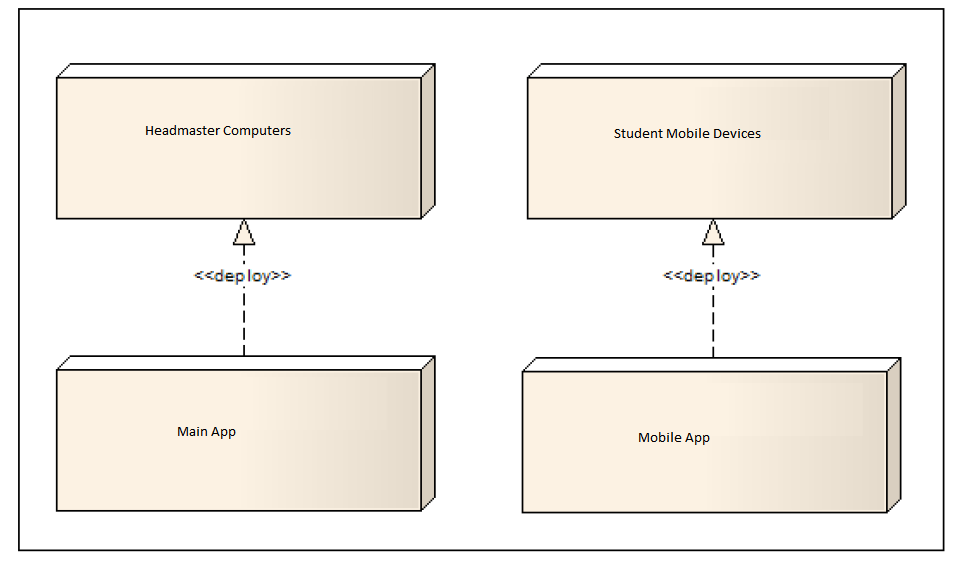 Headmaster Computers
Student Mobile Devices
<<deploy>>
<<deploy>>
Main App
Mobile App